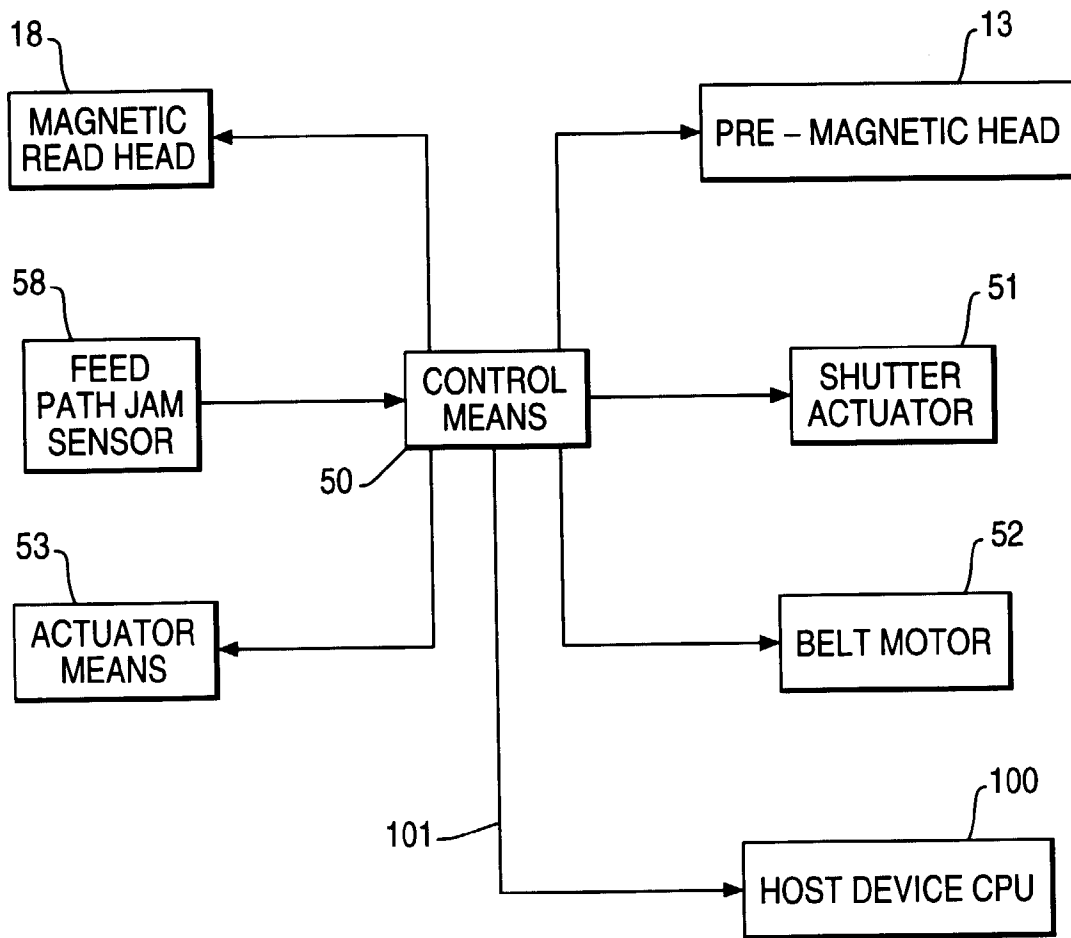 18
MAGNETIC
READ HEAD
13
PRE – MAGNETIC HEAD
58
FEED
PATH JAM
SENSOR
CONTROL
MEANS
50
51
SHUTTER
ACTUATOR
53
ACTUATOR
MEANS
52
BELT MOTOR
101
100
HOST DEVICE CPU